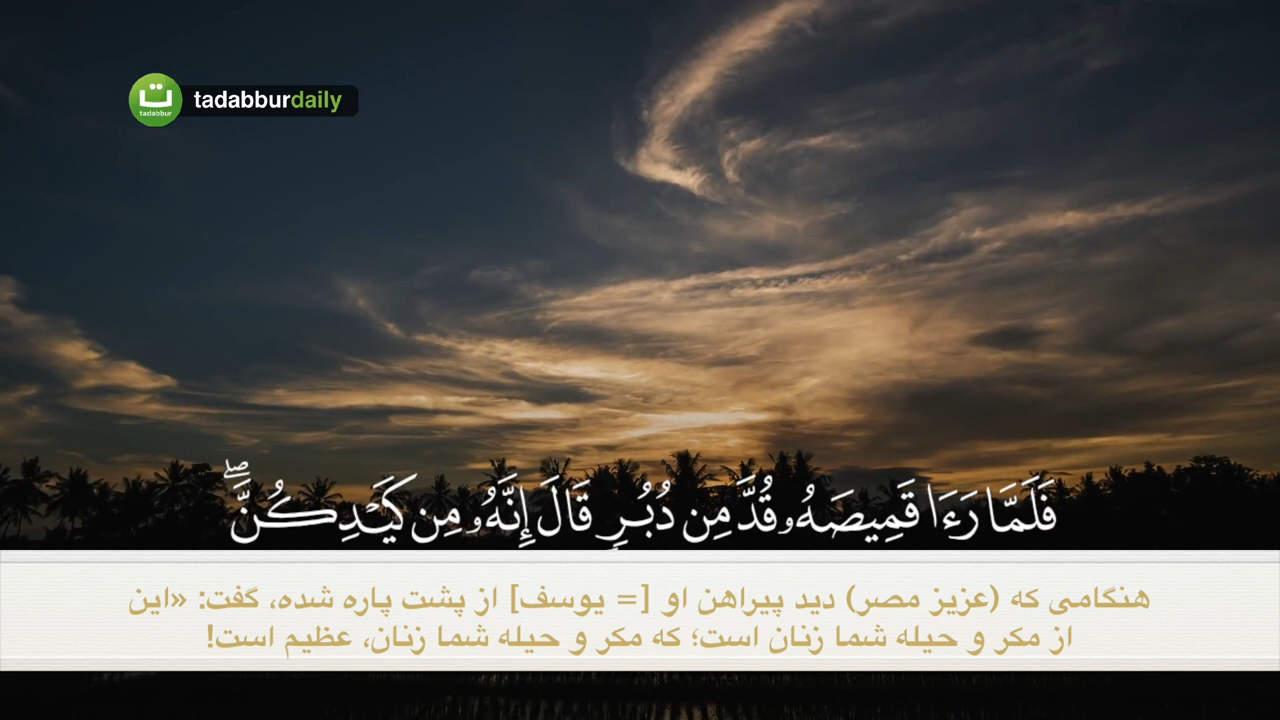 ت
tadabbur
tadabburdaily
فَلَمَّا رَءَا قَمِيصَهُۥ قُدَّ مِن دُبُرٍ قَالَ إِنَّهُۥ مِن كَيْدِكُنَّ ۖ
هنگامی که (عزیز مصر) دید پیراهن او [= یوسف] از پشت پاره شده، گفت: «این
از مکر و حیله شما زنان است؛ که مکر و حیله شما زنان، عظیم است!